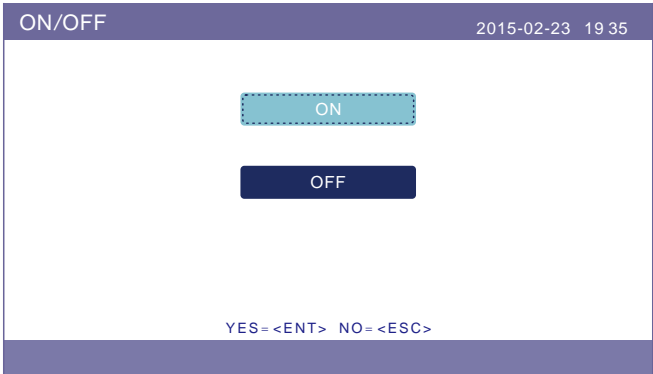 ON/OFF
2015-02-23 19 35
ON
OFF
YES=<ENT> NO=<ESC>